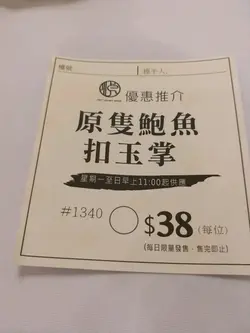 檯號 經手人
優惠推介
原隻鮑魚
扣玉掌
星期一至日早上11:00起供應
#1340 $38 (每位)
(每日限量發售，售完即止)